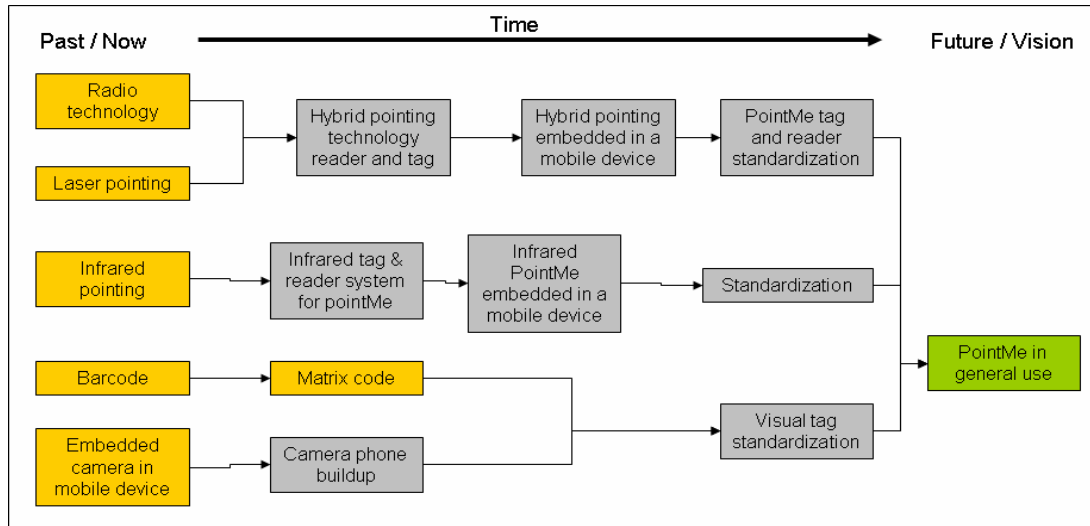 Time
Past / Now
Future / Vision
Radio
technology
Hybrid pointing
technology
reader and tag
Hybrid pointing
embedded in a
mobile device
PointMe tag
and reader
standardization
Laser pointing
Infrared
pointing
Infrared tag &
reader system
for pointMe
Infrared
PointMe
embedded in a
mobile device
Standardization
Barcode
Matrix code
PointMe in
general use
Embedded
camera in
mobile device
Camera phone
buildup
Visual tag
standardization